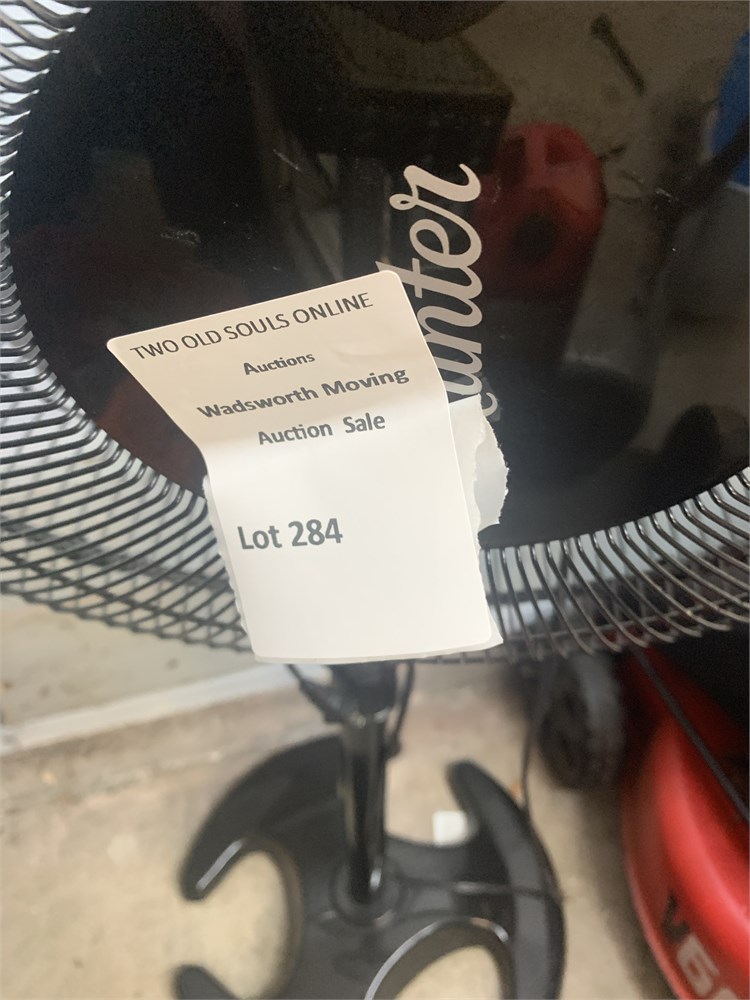 TWO OLD SOULS ONLINE
Auctions
Wadsworth Moving
Auction Sale
Lot 284